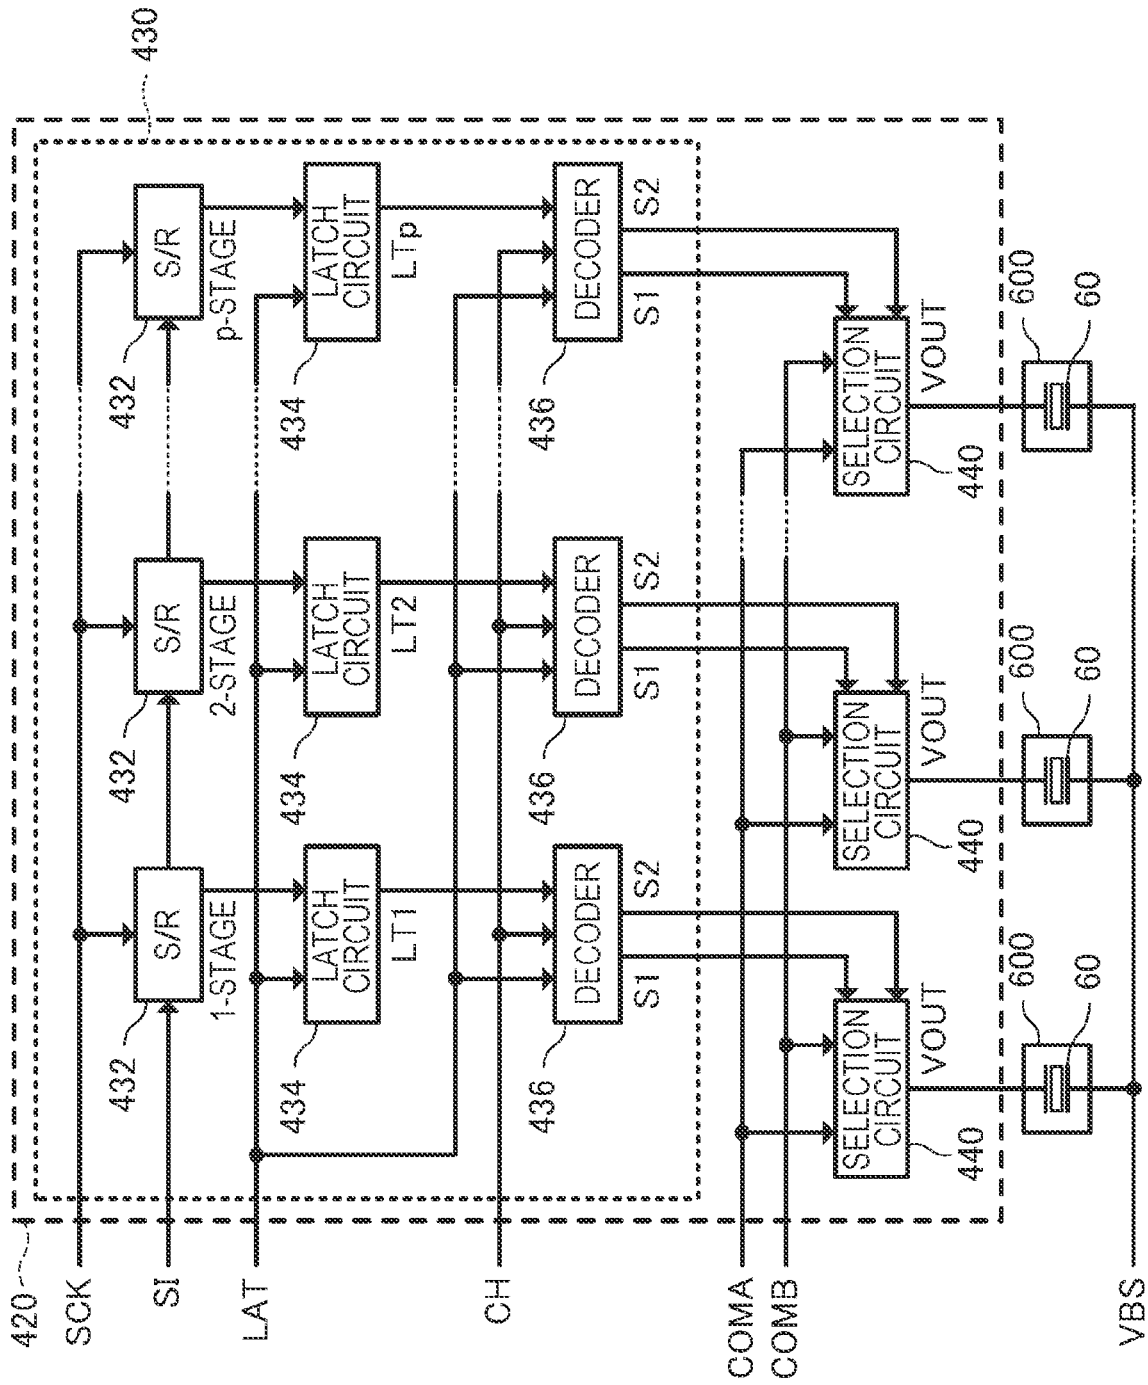 420
430
SCK
SI
LAT
CH
COMA
COMB
VBS
S/R
432
1-STAGE
S/R
432
2-STAGE
S/R
432
p-STAGE
LATCH
CIRCUIT
434
LT1
LATCH
CIRCUIT
434
LT2
LATCH
CIRCUIT
434
LTp
DECODER
436
S1
S2
DECODER
436
S1
S2
DECODER
436
S1
S2
SELECTION
CIRCUIT
440
VOUT
SELECTION
CIRCUIT
440
VOUT
SELECTION
CIRCUIT
440
VOUT
600
60
600
60
600
60